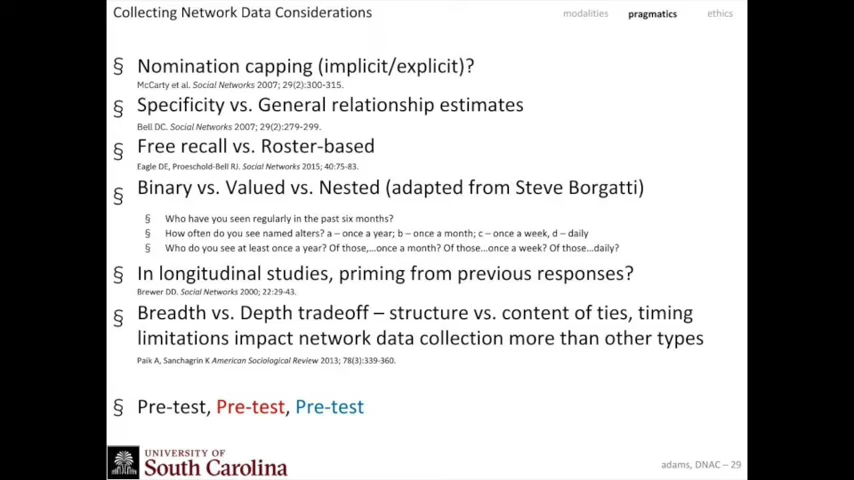 Collecting Network Data Considerations
modalities pragmatics ethics
§ Nomination capping (implicit/explicit)?
McCarty et al. Social Networks 2007; 29(2):300-315.
§ Specificity vs. General relationship estimates
Bell DC. Social Networks 2007; 29(2):279-299.
§ Free recall vs. Roster-based
Eagle DE, Proeschold-Bell RJ. Social Networks 2015; 40:75-83.
§ Binary vs. Valued vs. Nested (adapted from Steve Borgatti)
§ Who have you seen regularly in the past six months?
§ How often do you see named alters? a – once a year; b – once a month; c – once a week, d – daily
§ Who do you see at least once a year? Of those,...once a month? Of those...once a week? Of those...daily?
§ In longitudinal studies, priming from previous responses?
Brewer DD. Social Networks 2000; 22:29-43.
§ Breadth vs. Depth tradeoff – structure vs. content of ties, timing
limitations impact network data collection more than other types
Paik A, Sanchagrin K American Sociological Review 2013; 78(3):339-360.
§ Pre-test, Pre-test, Pre-test
UNIVERSITY OF
South Carolina
adams, DNAC – 29